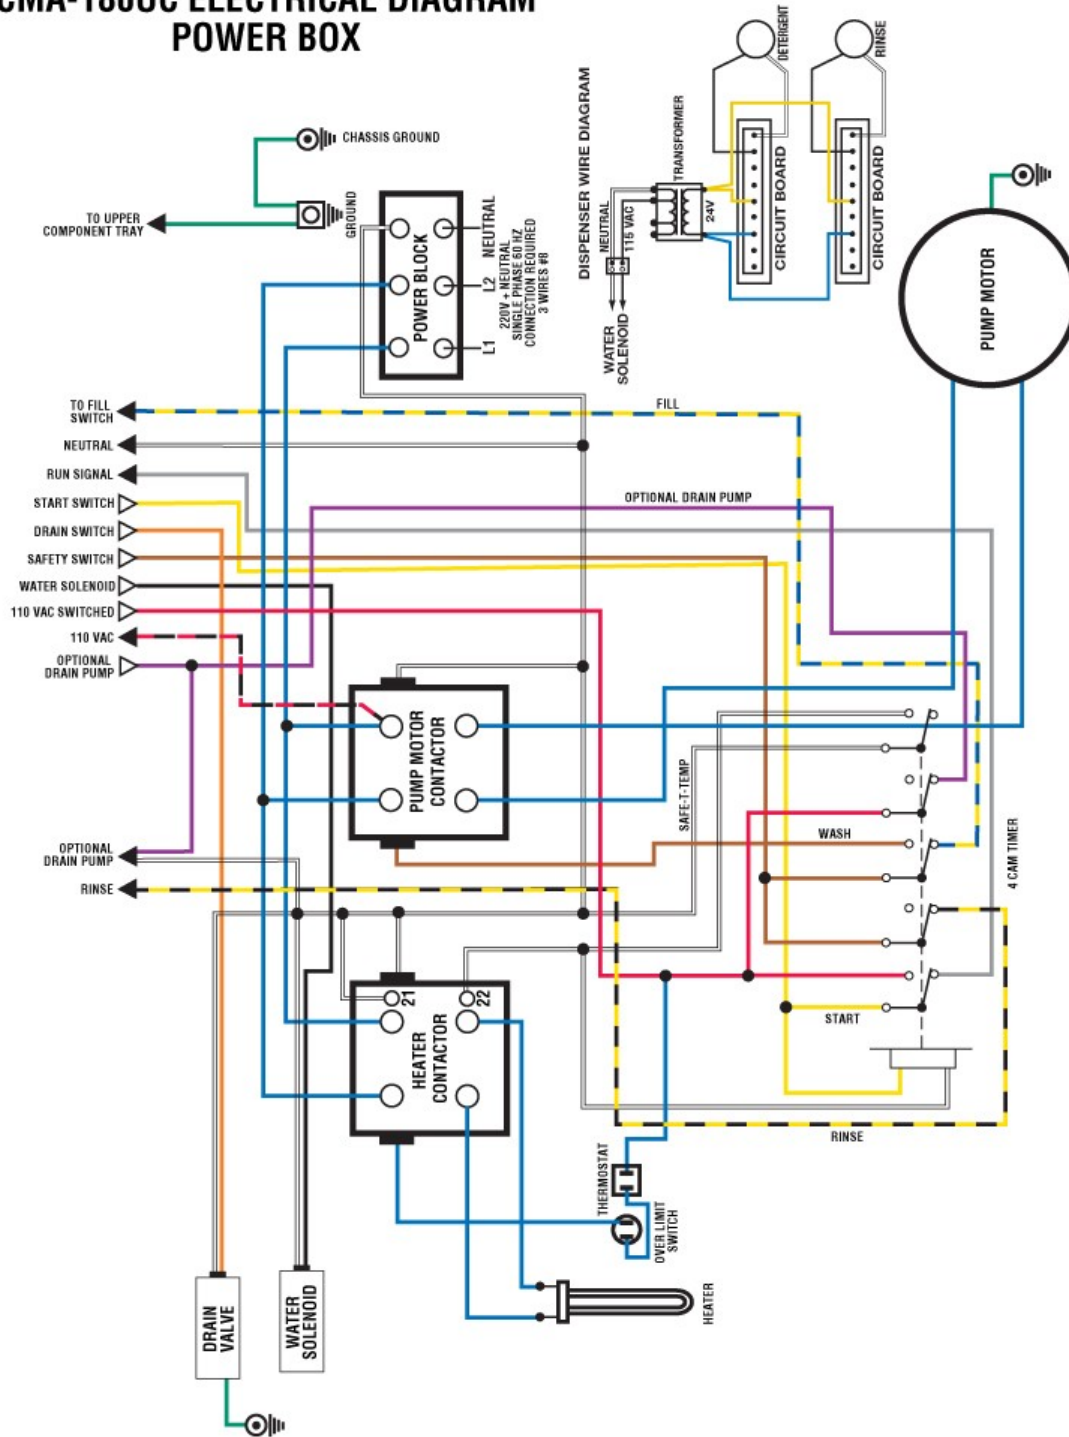 CMA-180UC ELECTRICAL DIAGRAM
POWER BOX
CHASSIS GROUND
TO UPPER
COMPONENT TRAY
GROUND
POWER BLOCK
NEUTRAL
L2
L1
220V + NEUTRAL
SINGLE PHASE 60 HZ
CONNECTION REQUIRED
3 WIRES #8
DISPENSER WIRE DIAGRAM
NEUTRAL
115 VAC
WATER
SOLENOID
TRANSFORMER
24V
DETERGENT
CIRCUIT BOARD
RINSE
CIRCUIT BOARD
PUMP MOTOR
TO FILL
SWITCH
FILL
NEUTRAL
RUN SIGNAL
START SWITCH
OPTIONAL DRAIN PUMP
DRAIN SWITCH
SAFETY SWITCH
WATER SOLENOID
110 VAC SWITCHED
110 VAC
OPTIONAL
DRAIN PUMP
PUMP MOTOR
CONTACTOR
SAFE-T-TEMP
WASH
4 CAM TIMER
OPTIONAL
DRAIN PUMP
RINSE
21
22
HEATER
CONTACTOR
START
RINSE
THERMOSTAT
OVER LIMIT
SWITCH
HEATER
DRAIN
VALVE
WATER
SOLENOID